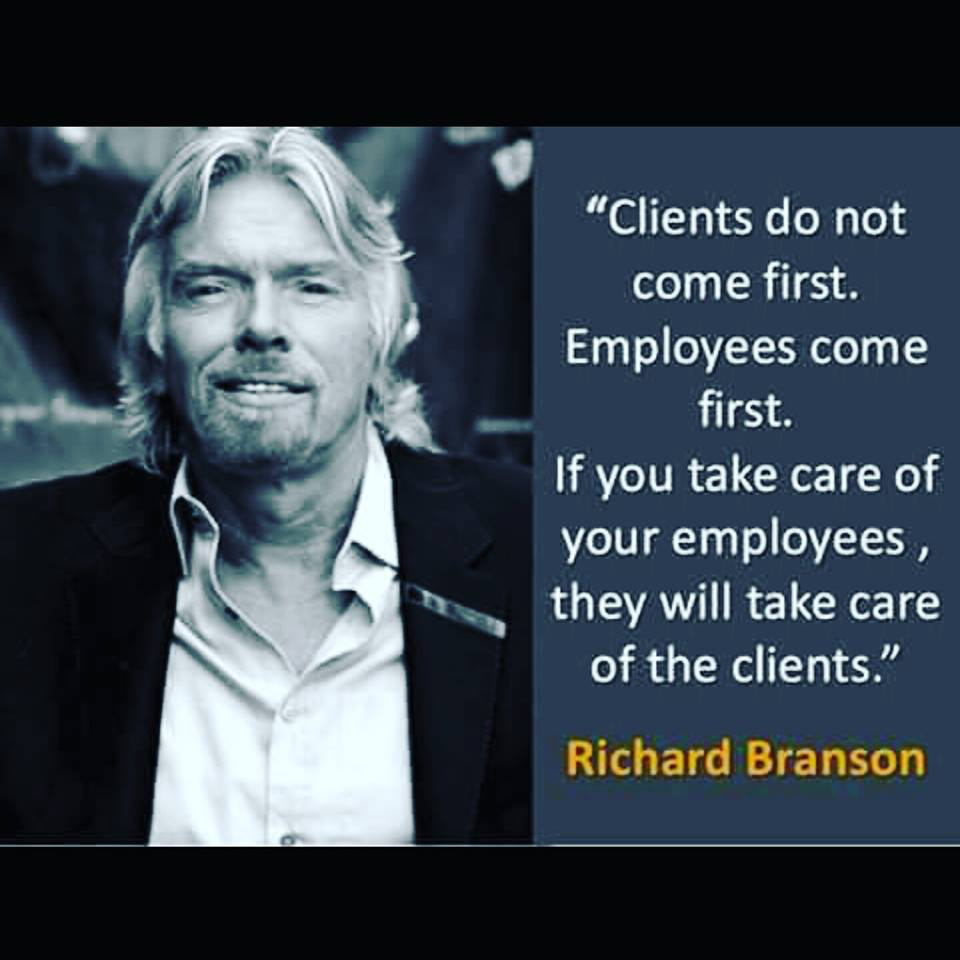 “Clients do not
come first.
Employees come
first.
If you take care of
your employees ,
they will take care
of the clients.”
Richard Branson